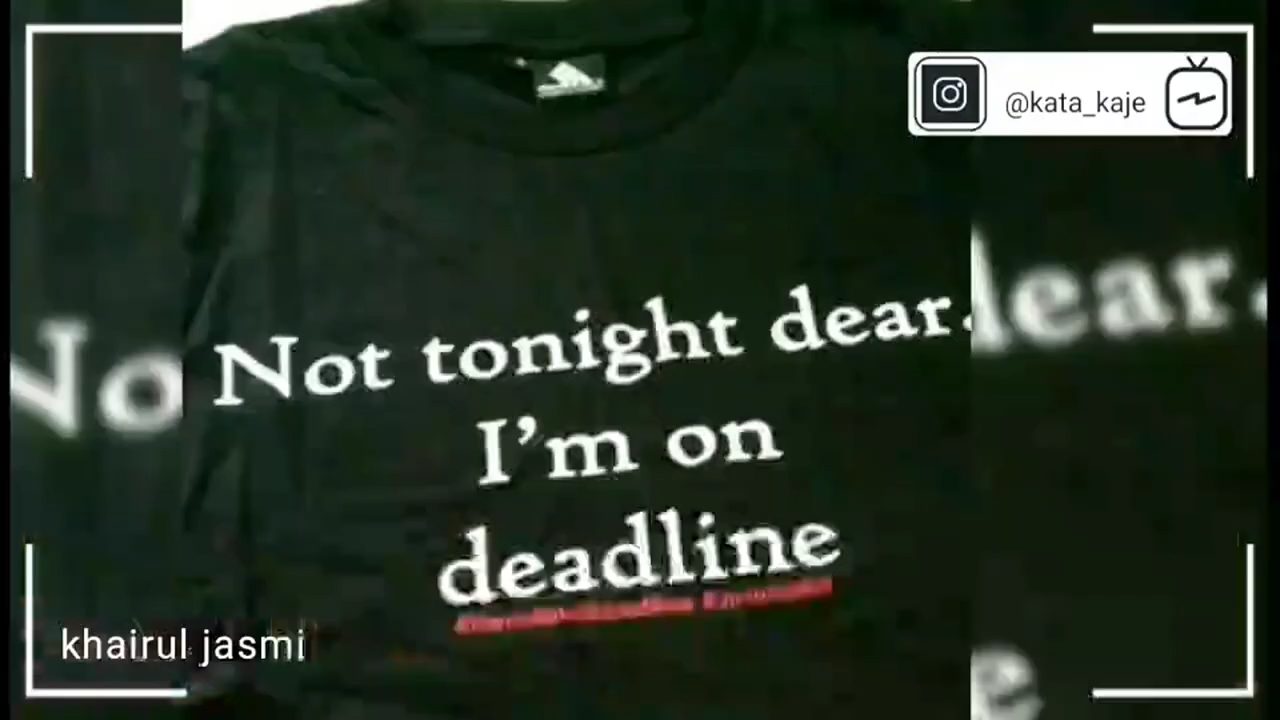 @kata_kaje
Not tonight dear.
I'm on
deadline
khairul jasmi